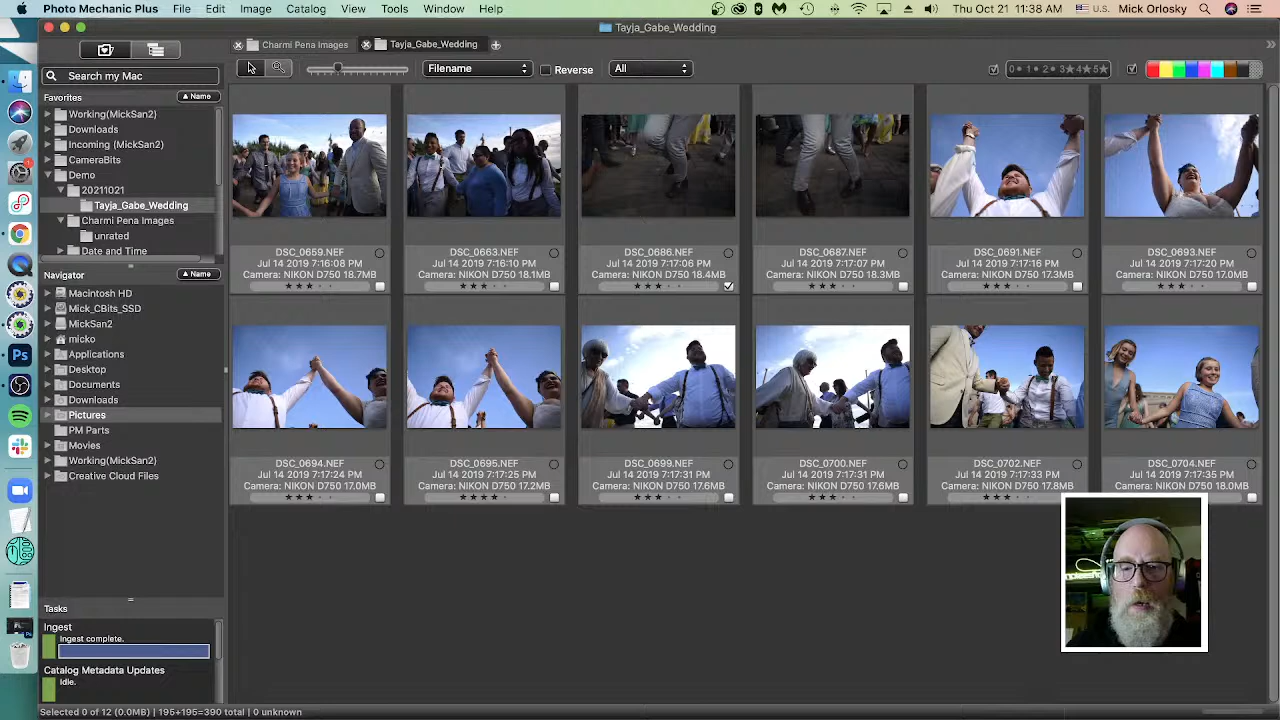 Photo Mechanic Plus File Edit Image Catalog View Tools Window Help Thu Oct 21 11:38 AM U.S. Mick Orlosky
Tayja_Gabe_Wedding
Charmi Pena Images Tayja_Gabe_Wedding
Search my Mac Filename Reverse All 0 1 2 3★4★5★
Favorites Name
Working(MickSan2)
Downloads
Incoming (MickSan2)
CameraBits
Demo
20211021
Tayja_Gabe_Wedding
Charmi Pena Images
unrated
Date and Time
Navigator Name
Macintosh HD
Mick_CBits_SSD
MickSan2
micko
Applications
Desktop
Documents
Downloads
Pictures
PM Parts
Movies
Working(MickSan2)
Creative Cloud Files
Tasks
Ingest
Ingest complete.
Catalog Metadata Updates
Idle.
DSC_0659.NEF DSC_0663.NEF DSC_0686.NEF DSC_0687.NEF DSC_0691.NEF DSC_0693.NEF
Jul 14 2019 7:16:08 PM Jul 14 2019 7:16:10 PM Jul 14 2019 7:17:06 PM Jul 14 2019 7:17:07 PM Jul 14 2019 7:17:16 PM Jul 14 2019 7:17:20 PM
Camera: NIKON D750 18.7MB Camera: NIKON D750 18.1MB Camera: NIKON D750 18.4MB Camera: NIKON D750 18.3MB Camera: NIKON D750 17.3MB Camera: NIKON D750 17.0MB
DSC_0694.NEF DSC_0695.NEF DSC_0699.NEF DSC_0700.NEF DSC_0702.NEF DSC_0704.NEF
Jul 14 2019 7:17:24 PM Jul 14 2019 7:17:25 PM Jul 14 2019 7:17:31 PM Jul 14 2019 7:17:31 PM Jul 14 2019 7:17:33 PM Jul 14 2019 7:17:35 PM
Camera: NIKON D750 17.0MB Camera: NIKON D750 17.2MB Camera: NIKON D750 17.6MB Camera: NIKON D750 17.6MB Camera: NIKON D750 17.8MB Camera: NIKON D750 18.0MB
Selected 0 of 12 (0.0MB) | 195+195=390 total | 0 unknown